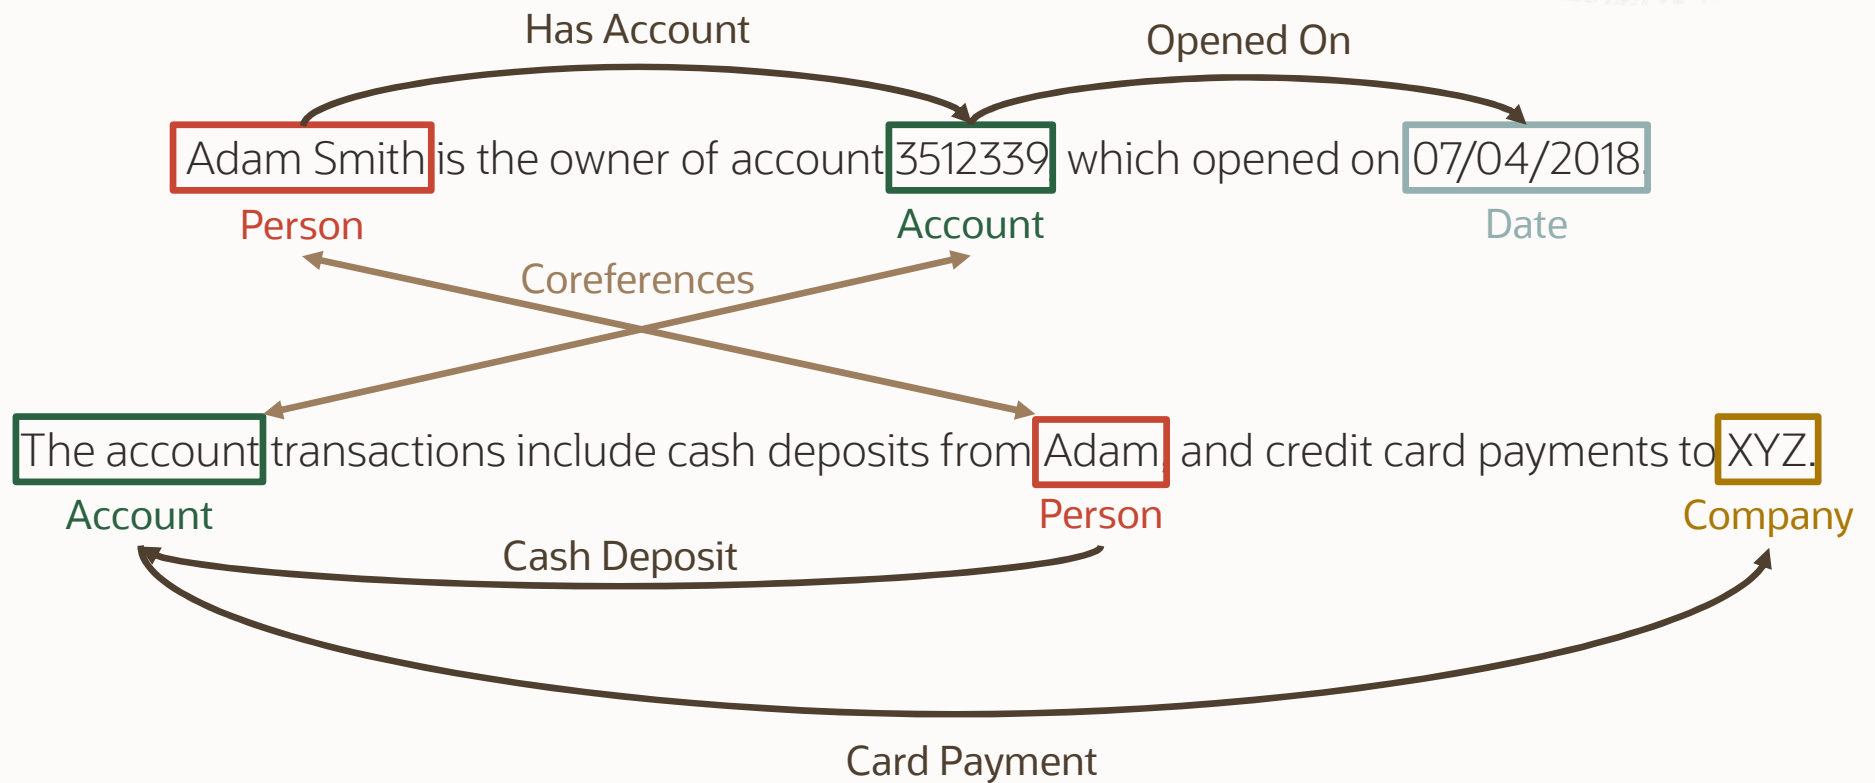 Has Account
Opened On
Adam Smith is the owner of account 3512339, which opened on 07/04/2018.
Person
Account
Date
Coreferences
The account transactions include cash deposits from Adam, and credit card payments to XYZ.
Account
Person
Company
Cash Deposit
Card Payment